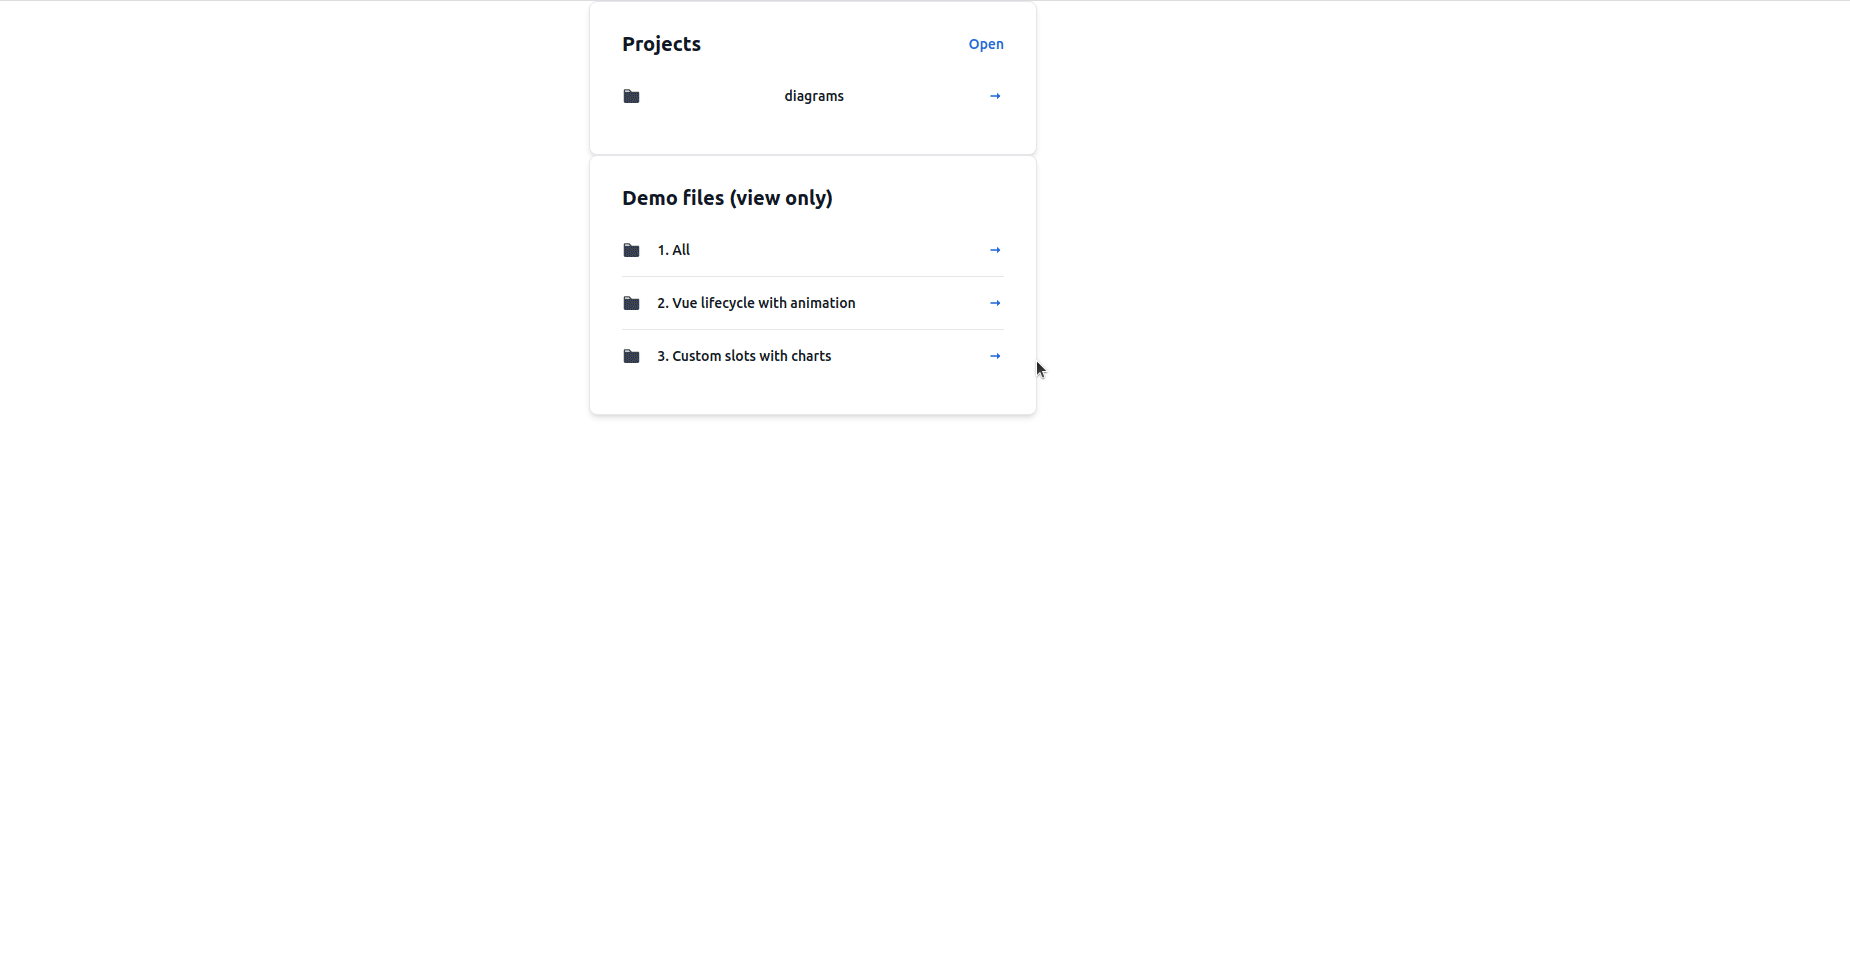 Projects Open
diagrams →
Demo files (view only)
1. All →
2. Vue lifecycle with animation →
3. Custom slots with charts →